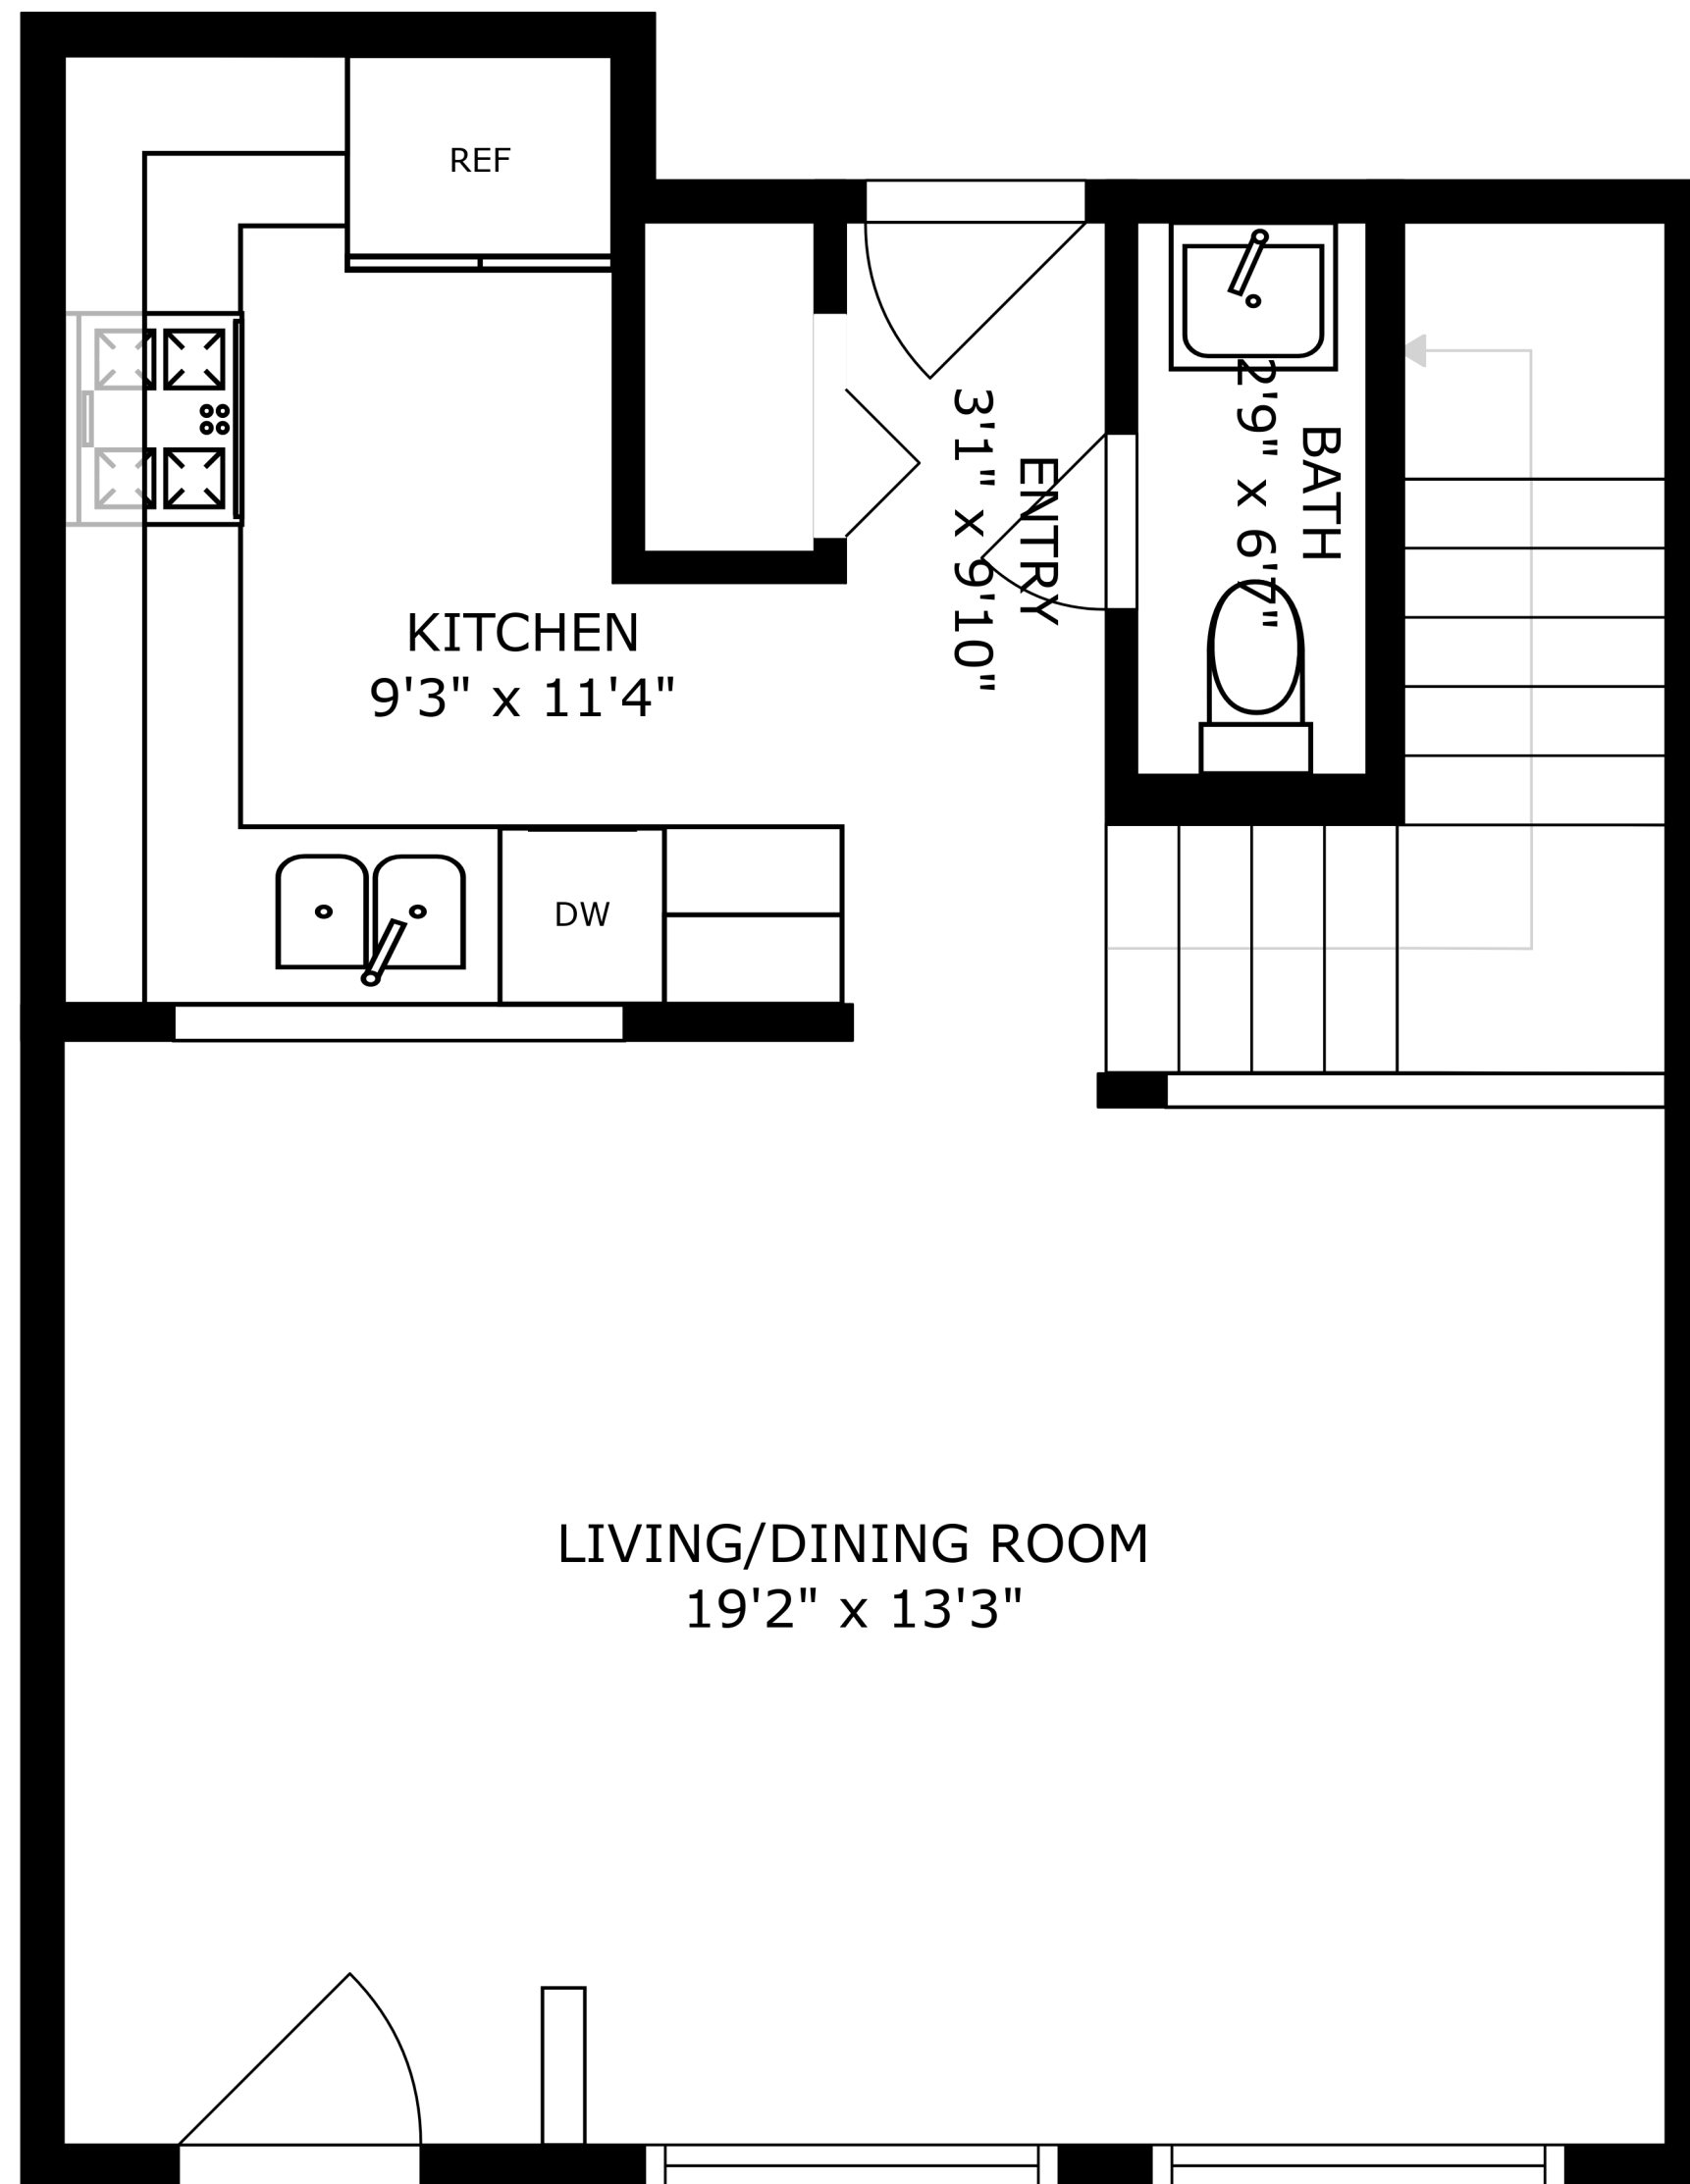 REF
KITCHEN
9'3" x 11'4"
ENTRY
3'1" x 9'10"
BATH
2'9" x 6'7"
DW
LIVING/DINING ROOM
19'2" x 13'3"